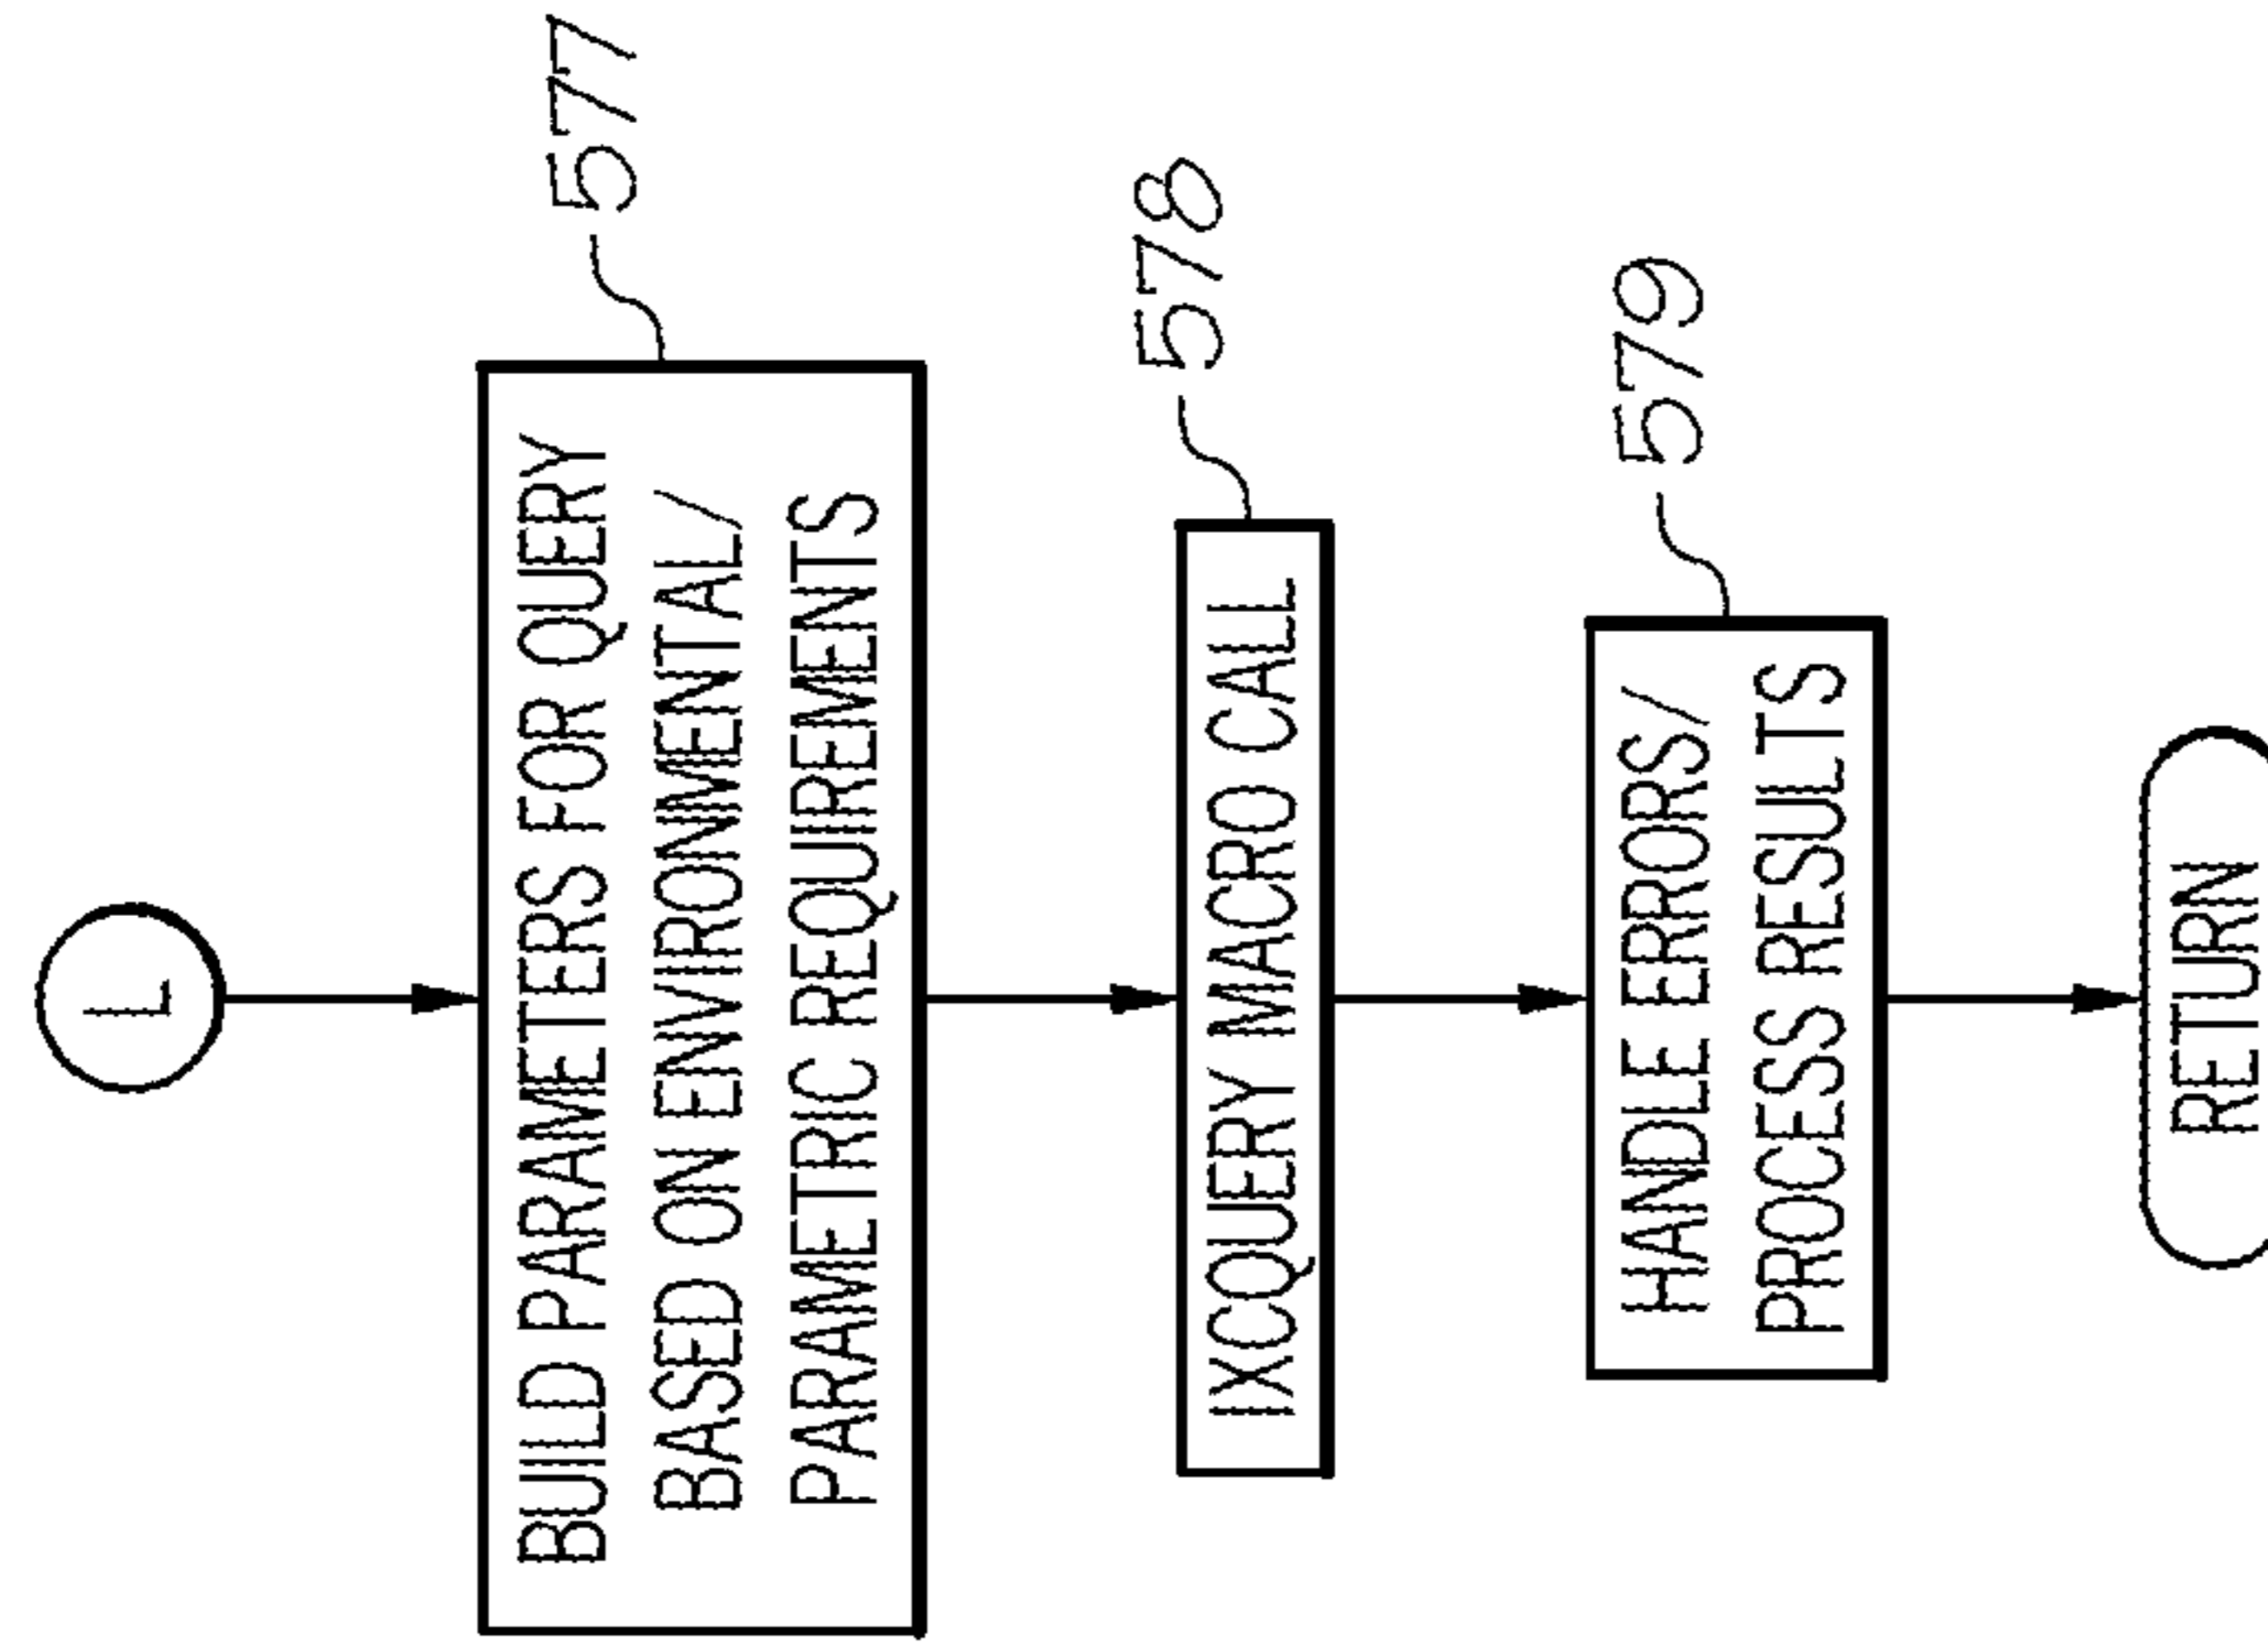 L
577
BUILD PARAMETERS FOR QUERY
BASED ON ENVIRONMENTAL/
PARAMETRIC REQUIREMENTS
578
IXCQUERY MACRO CALL
579
HANDLE ERRORS/
PROCESS RESULTS
RETURN